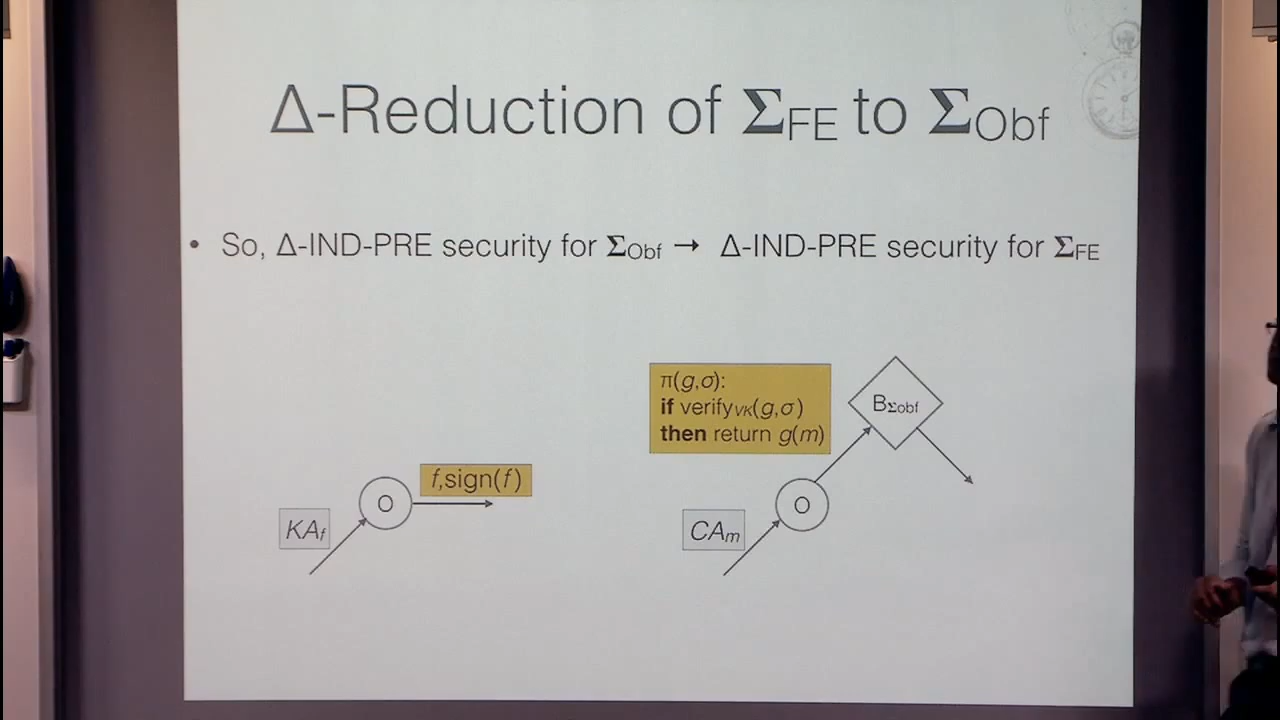 Δ-Reduction of ΣFE to ΣObf
• So, Δ-IND-PRE security for ΣObf → Δ-IND-PRE security for ΣFE
π(g,σ):
if verifyVK(g,σ)
then return g(m)
BΣobf
f,sign(f)
O
KAf
O
CAm